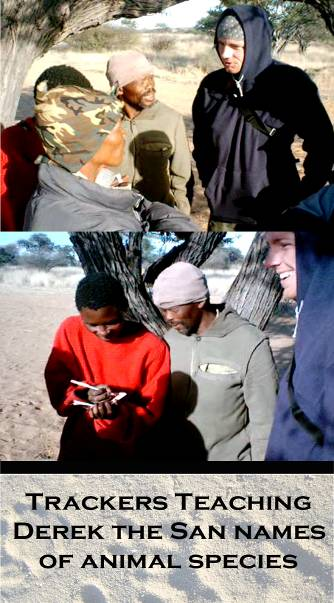 Trackers Teaching
Derek the San names
of animal species